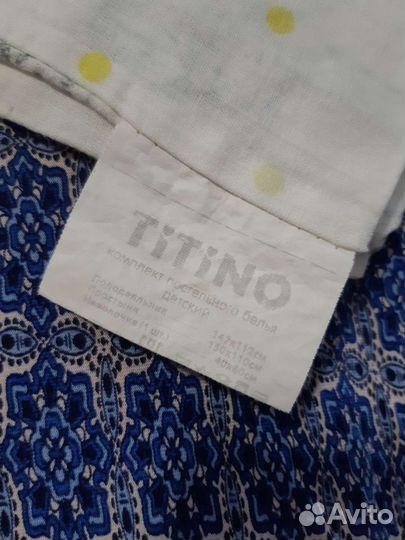 TiTiNO
комплект постельного белья
детский
Пододеяльник 142x112см
Простыня 150x110см
Наволочка (1 шт.) 40x60см
Avito